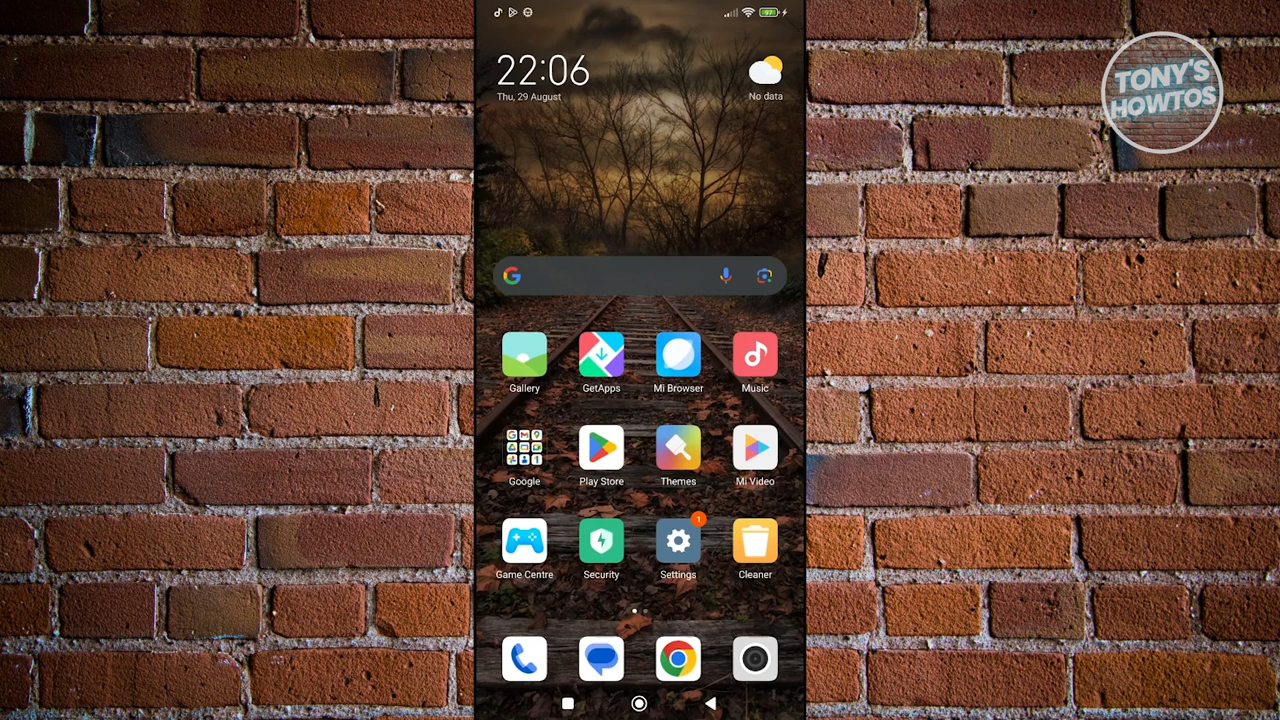 TONY'S
HOWTOS
97
22:06
Thu, 29 August
No data
Gallery
GetApps
Mi Browser
Music
Google
Play Store
Themes
Mi Video
1
Game Centre
Security
Settings
Cleaner